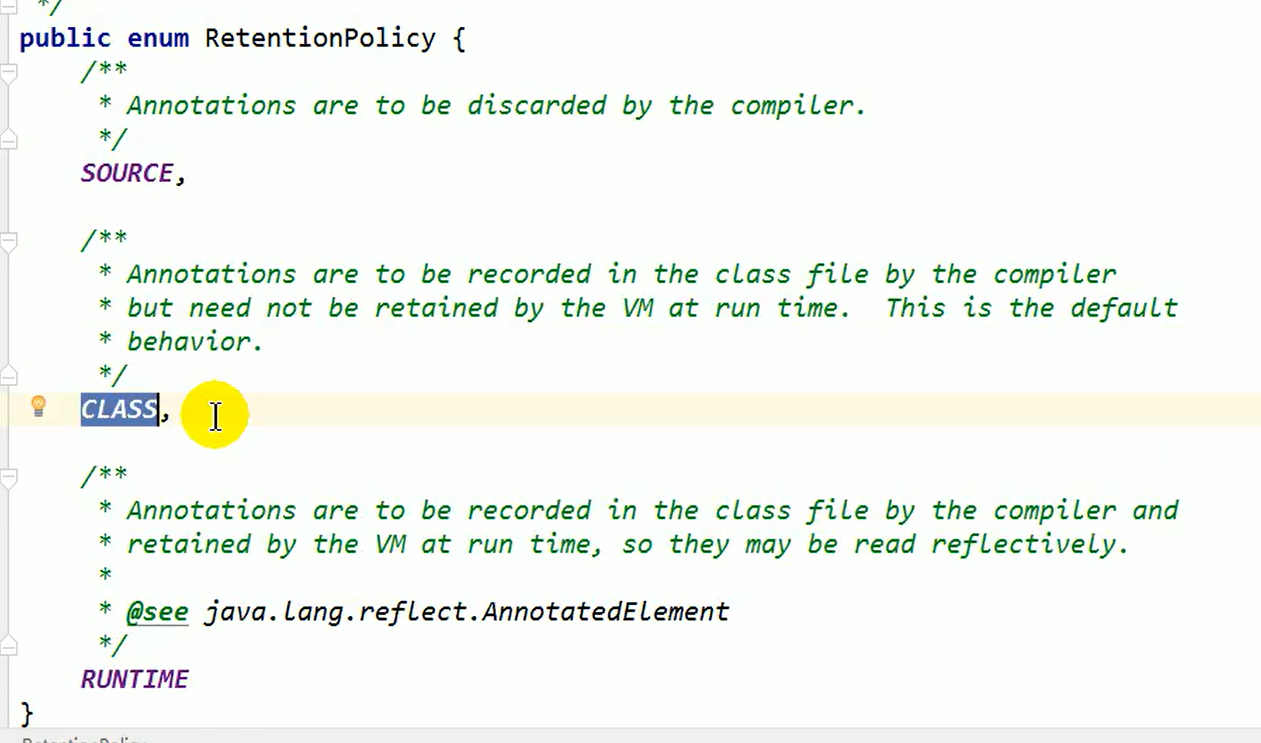 */
public enum RetentionPolicy {
/**
* Annotations are to be discarded by the compiler.
*/
SOURCE,
/**
* Annotations are to be recorded in the class file by the compiler
* but need not be retained by the VM at run time.  This is the default
* behavior.
*/
CLASS,
/**
* Annotations are to be recorded in the class file by the compiler and
* retained by the VM at run time, so they may be read reflectively.
*
* @see java.lang.reflect.AnnotatedElement
*/
RUNTIME
}
RetentionPolicy